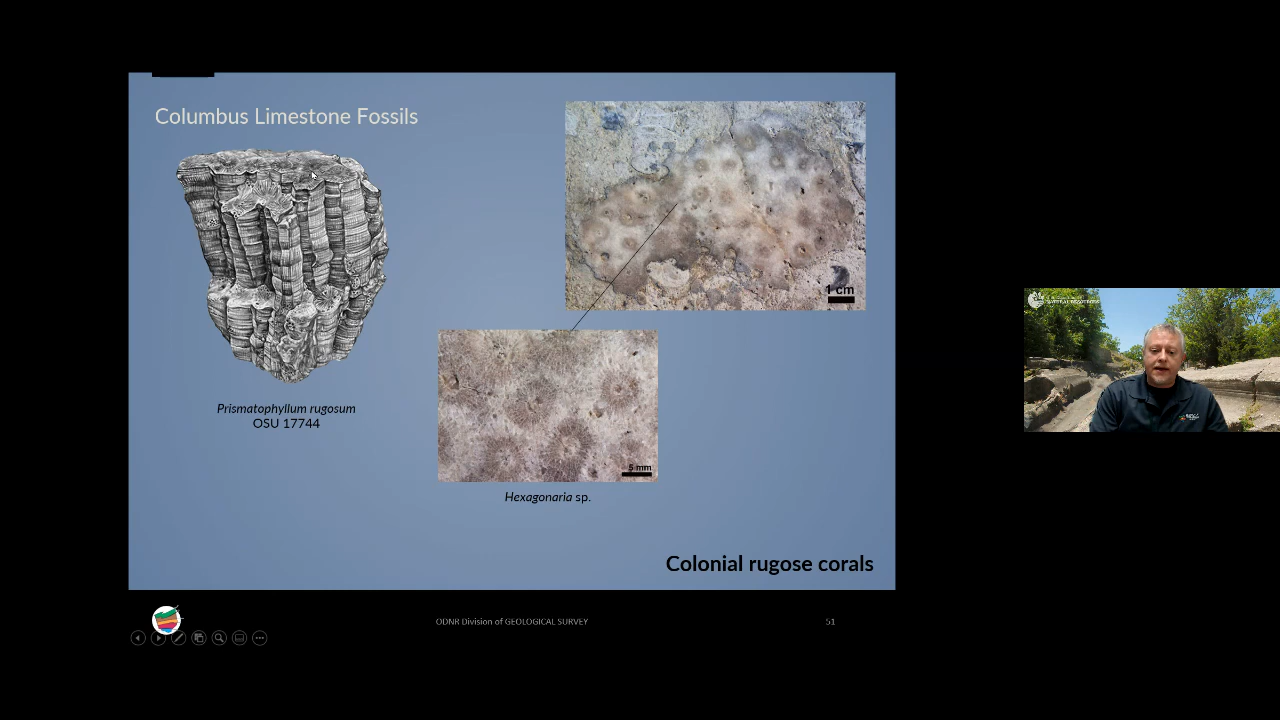 Columbus Limestone Fossils
1 cm
Prismatophyllum rugosum
OSU 17744
5 mm
Hexagonaria sp.
Colonial rugose corals
ODNR Division of GEOLOGICAL SURVEY
51